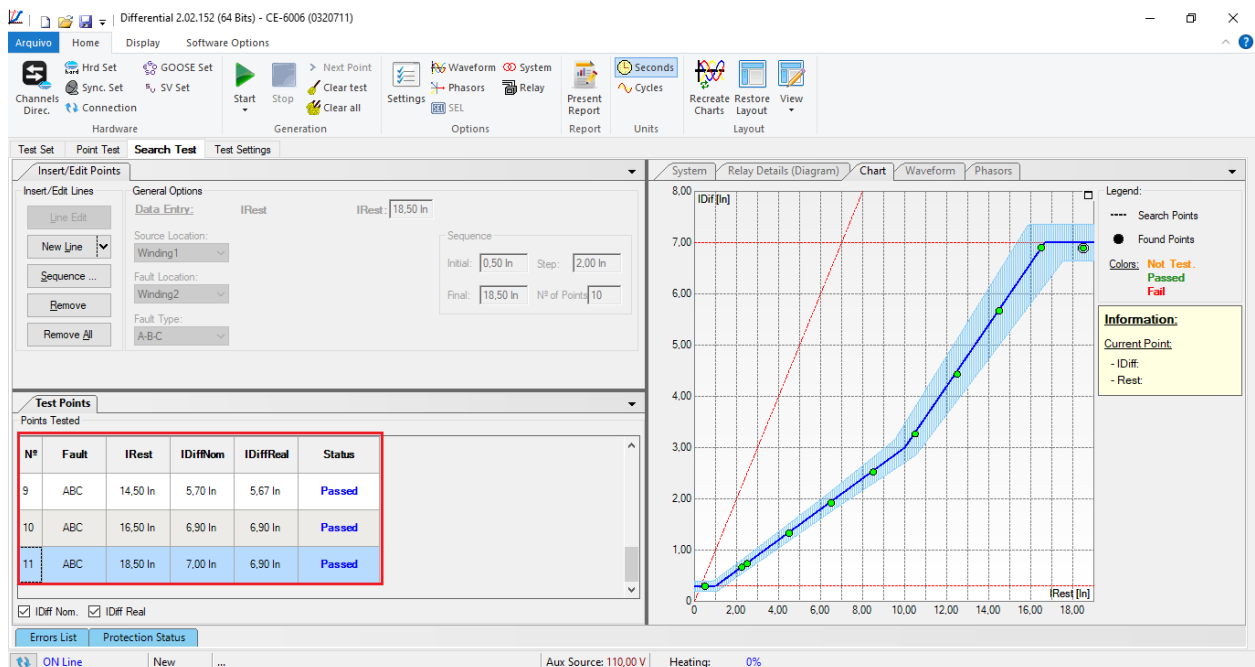 Differential 2.02.152 (64 Bits) - CE-6006 (0320711)
Arquivo Home Display Software Options
Channels Direc.
Hrd Set
Sync. Set
Connection
GOOSE Set
SV Set
Hardware
Start
Stop
Next Point
Clear test
Clear all
Generation
Settings
Waveform
Phasors
SEL
System
Relay
Options
Present Report
Report
Seconds
Cycles
Units
Recreate Charts
Restore Layout
View
Layout
Test Set Point Test Search Test Test Settings
Insert/Edit Points
Insert/Edit Lines
Line Edit
New Line
Sequence ...
Remove
Remove All
General Options
Data Entry: IRest IRest: 18,50 In
Source Location:
Winding1
Fault Location:
Winding2
Fault Type:
A-B-C
Sequence
Initial: 0,50 In Step: 2,00 In
Final: 18,50 In Nº of Points 10
Test Points
Points Tested
Nº Fault IRest IDiffNom IDiffReal Status
9 ABC 14,50 In 5,70 In 5,67 In Passed
10 ABC 16,50 In 6,90 In 6,90 In Passed
11 ABC 18,50 In 7,00 In 6,90 In Passed
IDiff Nom. IDiff Real
Errors List Protection Status
ON Line New ... Aux Source: 110,00 V Heating: 0%
System Relay Details (Diagram) Chart Waveform Phasors
IDif [In]
8,00
7,00
6,00
5,00
4,00
3,00
2,00
1,00
0
IRest [In]
0 2,00 4,00 6,00 8,00 10,00 12,00 14,00 16,00 18,00
Legend:
Search Points
Found Points
Colors: Not Test.
Passed
Fail
Information:
Current Point:
- IDiff:
- Rest: